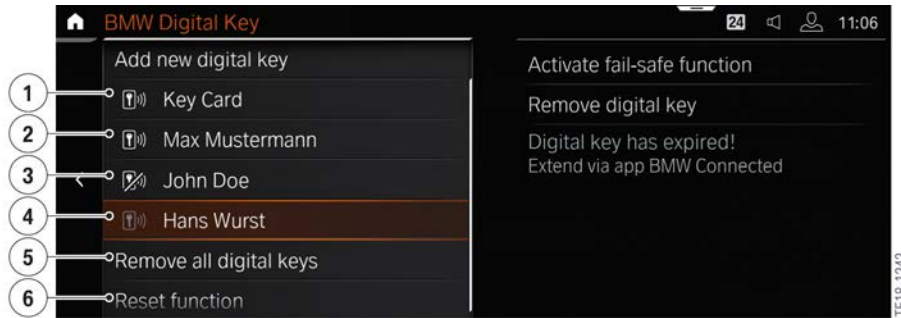 BMW Digital Key
24
11:06
Add new digital key
1
Key Card
2
Max Mustermann
3
John Doe
4
Hans Wurst
5
Remove all digital keys
6
Reset function
Activate fail-safe function
Remove digital key
Digital key has expired!
Extend via app BMW Connected
TE18-1242